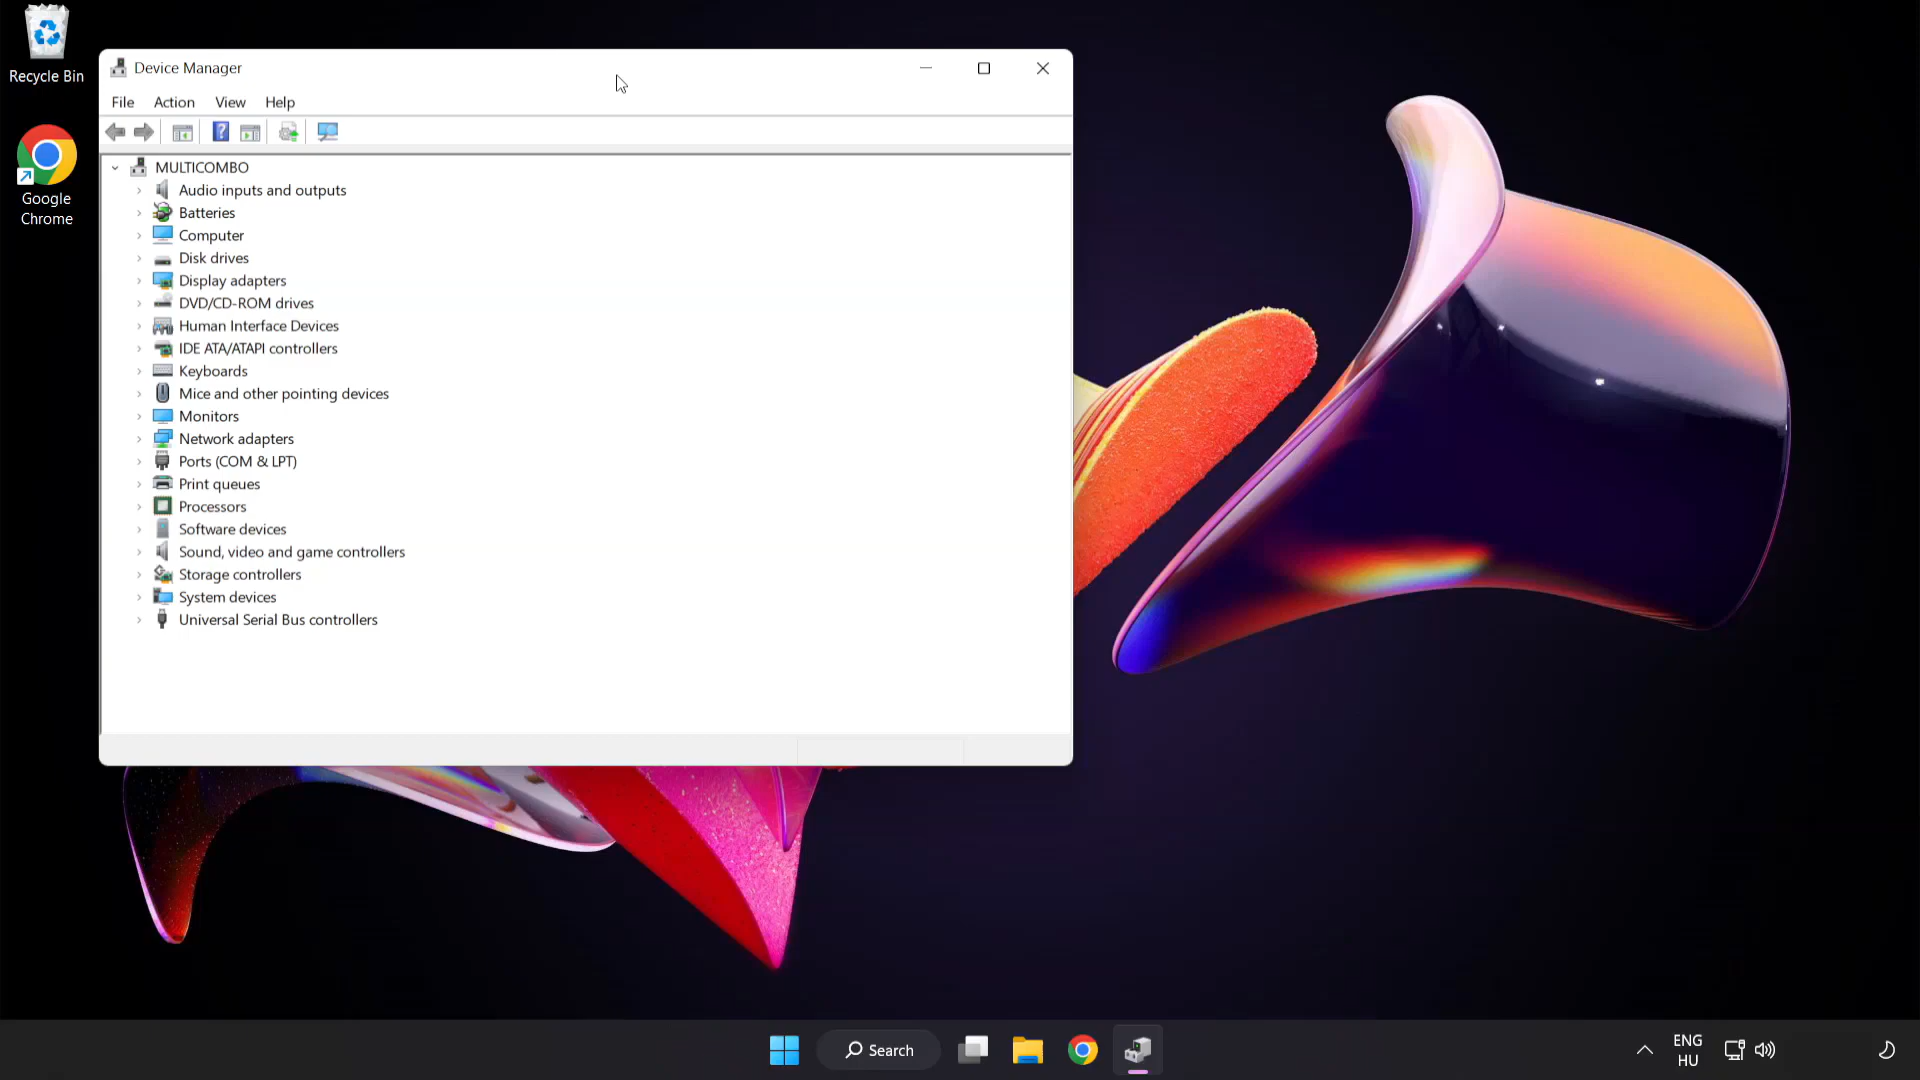 Recycle Bin
Google
Chrome
Device Manager
File Action View Help
MULTICOMBO
Audio inputs and outputs
Batteries
Computer
Disk drives
Display adapters
DVD/CD-ROM drives
Human Interface Devices
IDE ATA/ATAPI controllers
Keyboards
Mice and other pointing devices
Monitors
Network adapters
Ports (COM & LPT)
Print queues
Processors
Software devices
Sound, video and game controllers
Storage controllers
System devices
Universal Serial Bus controllers
Search
ENG
HU